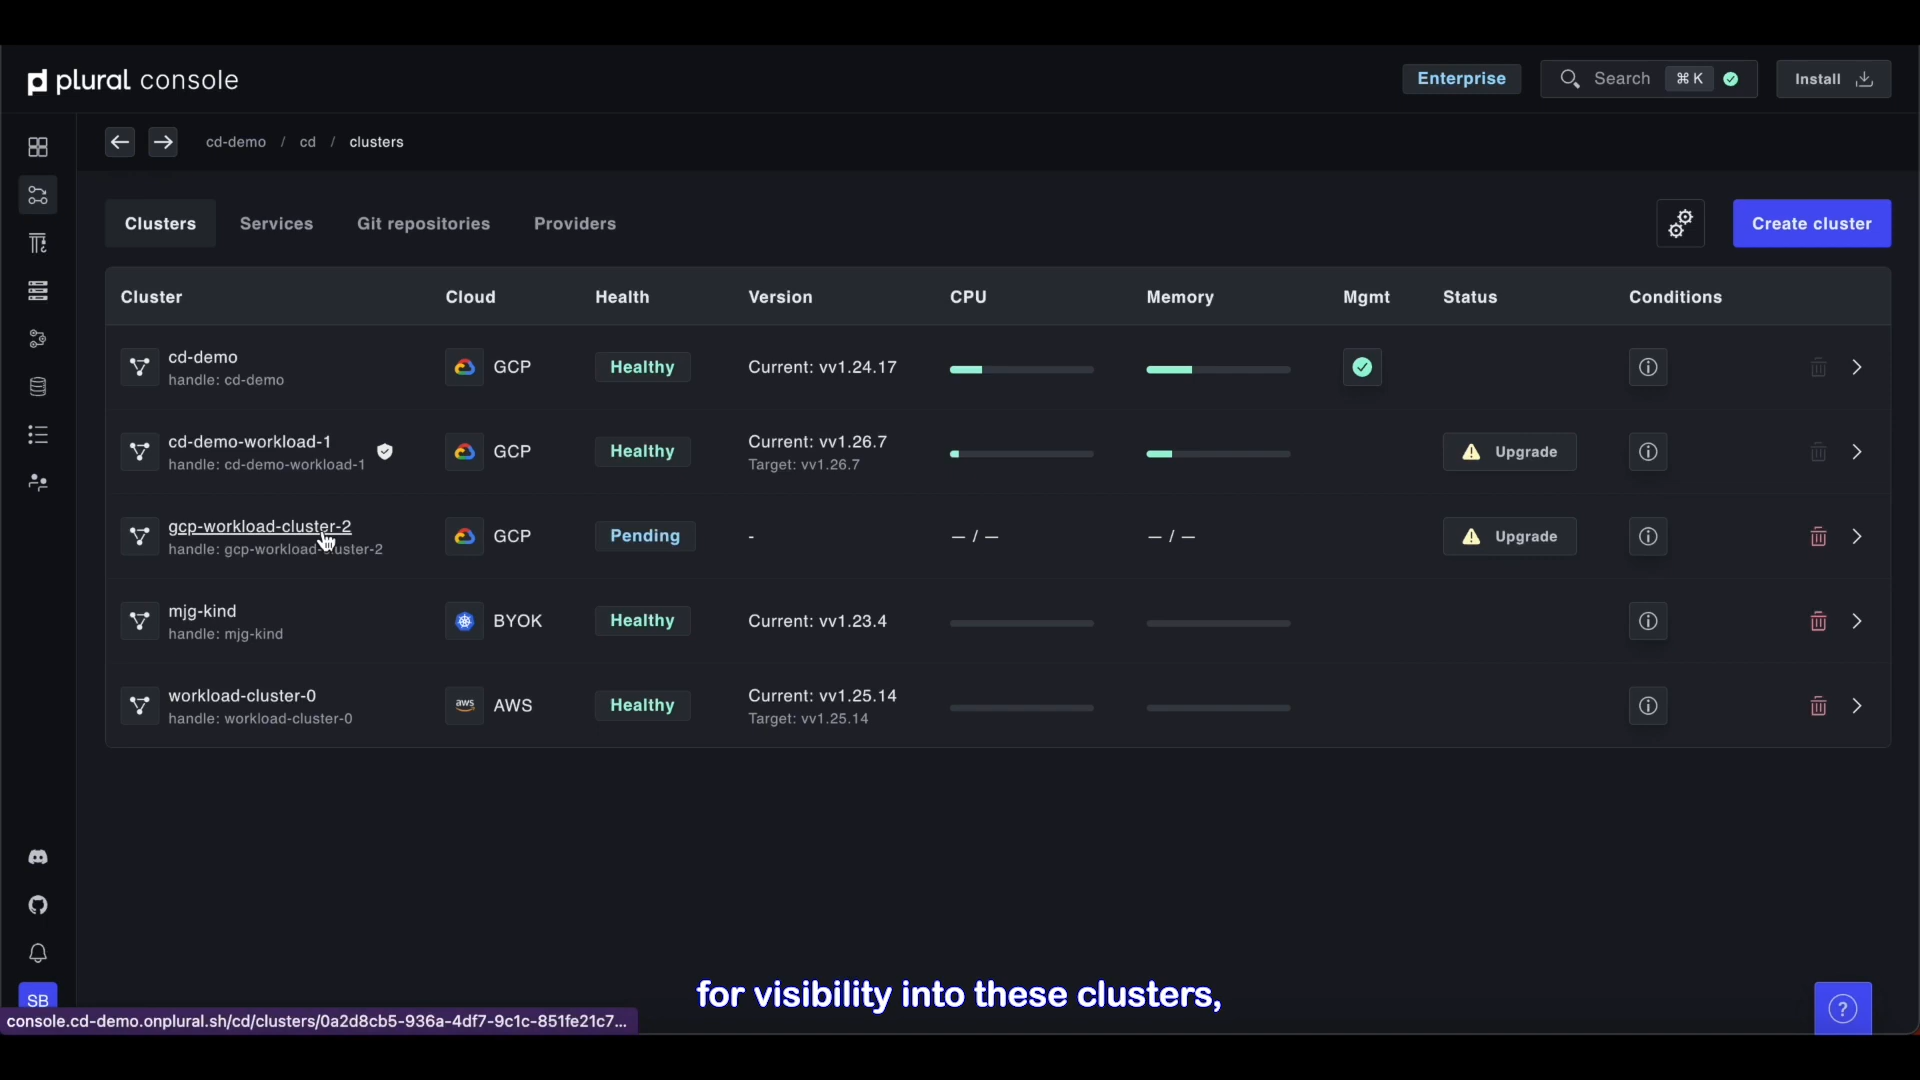 plural console
Enterprise
Search
⌘ K
Install
cd-demo / cd / clusters
Clusters
Services
Git repositories
Providers
Create cluster
Cluster
Cloud
Health
Version
CPU
Memory
Mgmt
Status
Conditions
cd-demo
handle: cd-demo
GCP
Healthy
Current: vv1.24.17
cd-demo-workload-1
handle: cd-demo-workload-1
GCP
Healthy
Current: vv1.26.7
Target: vv1.26.7
Upgrade
gcp-workload-cluster-2
handle: gcp-workload-cluster-2
GCP
Pending
-
— / —
— / —
Upgrade
mjg-kind
handle: mjg-kind
BYOK
Healthy
Current: vv1.23.4
workload-cluster-0
handle: workload-cluster-0
aws
AWS
Healthy
Current: vv1.25.14
Target: vv1.25.14
SB
for visibility into these clusters,
?
console.cd-demo.onplural.sh/cd/clusters/0a2d8cb5-936a-4df7-9c1c-851fe21c7...